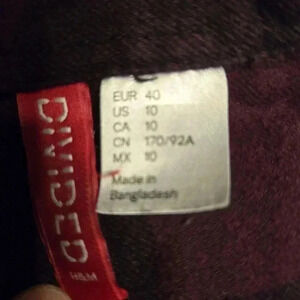 DIVIDED
H&M
EUR 40
US 10
CA 10
CN 170/92A
MX 10
Made in
Bangladesh